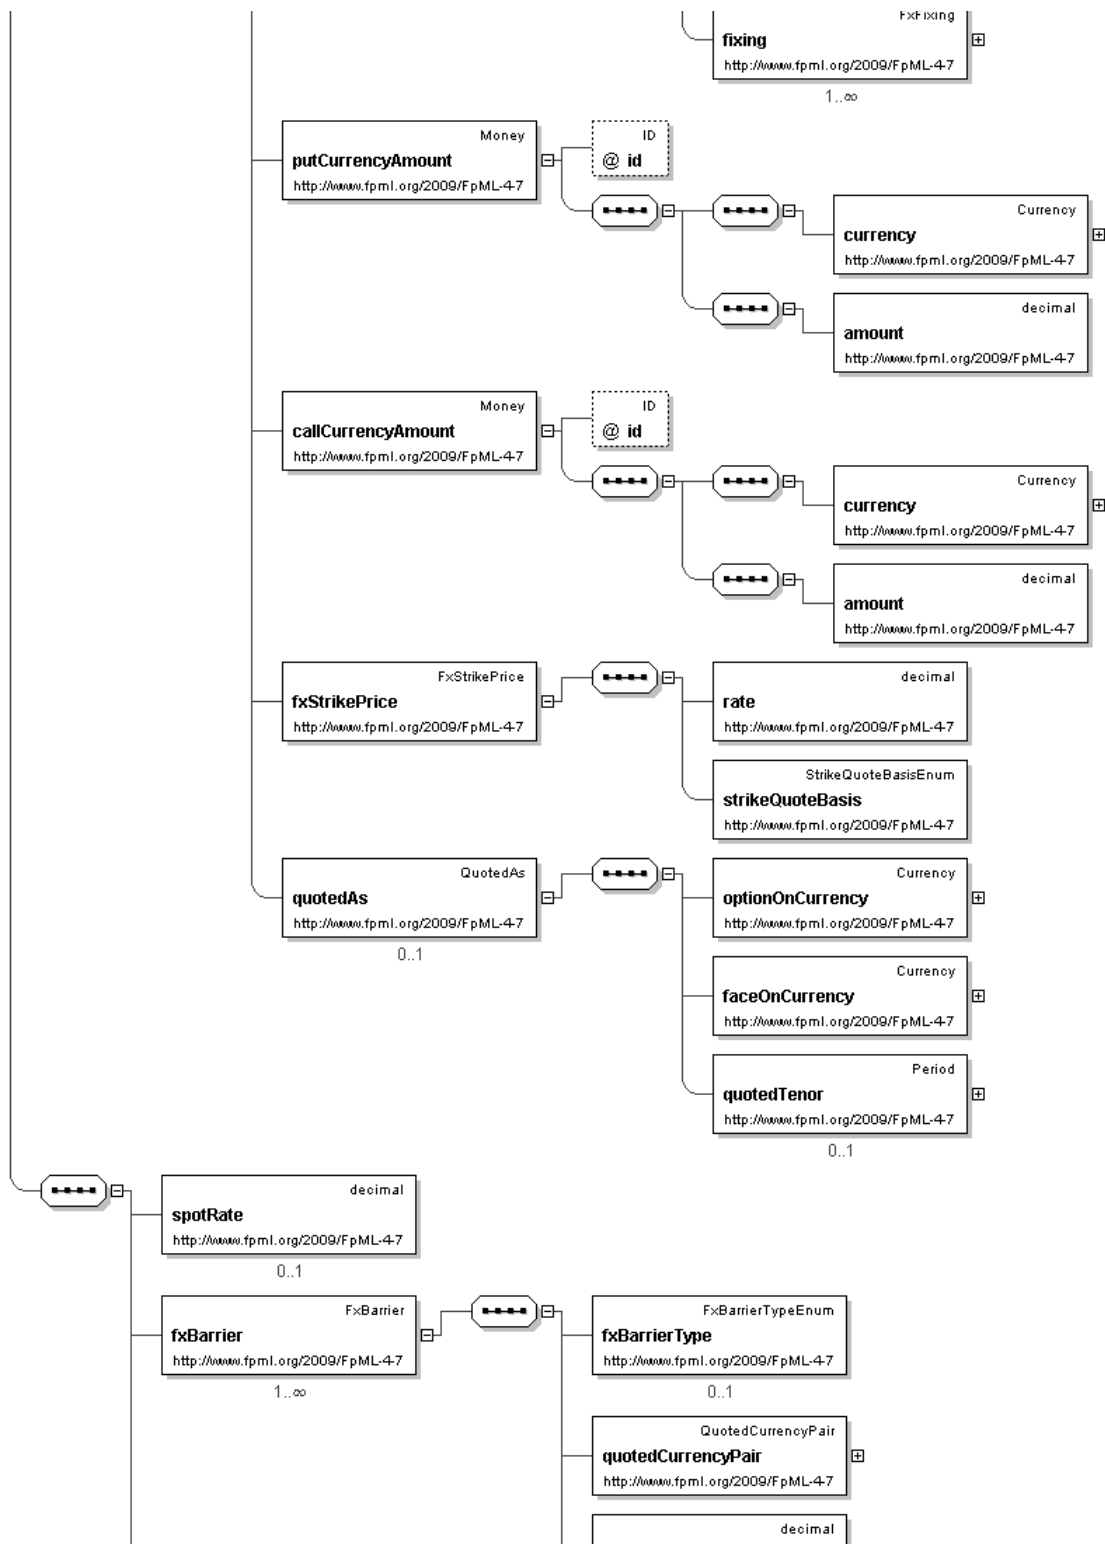 FxFixing
fixing
http://www.fpml.org/2009/FpML-4-7
1..∞
Money
putCurrencyAmount
http://www.fpml.org/2009/FpML-4-7
ID
@ id
Currency
currency
http://www.fpml.org/2009/FpML-4-7
decimal
amount
http://www.fpml.org/2009/FpML-4-7
Money
callCurrencyAmount
http://www.fpml.org/2009/FpML-4-7
ID
@ id
Currency
currency
http://www.fpml.org/2009/FpML-4-7
decimal
amount
http://www.fpml.org/2009/FpML-4-7
FxStrikePrice
fxStrikePrice
http://www.fpml.org/2009/FpML-4-7
decimal
rate
http://www.fpml.org/2009/FpML-4-7
StrikeQuoteBasisEnum
strikeQuoteBasis
http://www.fpml.org/2009/FpML-4-7
QuotedAs
quotedAs
http://www.fpml.org/2009/FpML-4-7
0..1
Currency
optionOnCurrency
http://www.fpml.org/2009/FpML-4-7
Currency
faceOnCurrency
http://www.fpml.org/2009/FpML-4-7
Period
quotedTenor
http://www.fpml.org/2009/FpML-4-7
0..1
decimal
spotRate
http://www.fpml.org/2009/FpML-4-7
0..1
FxBarrier
fxBarrier
http://www.fpml.org/2009/FpML-4-7
1..∞
FxBarrierTypeEnum
fxBarrierType
http://www.fpml.org/2009/FpML-4-7
0..1
QuotedCurrencyPair
quotedCurrencyPair
http://www.fpml.org/2009/FpML-4-7
decimal